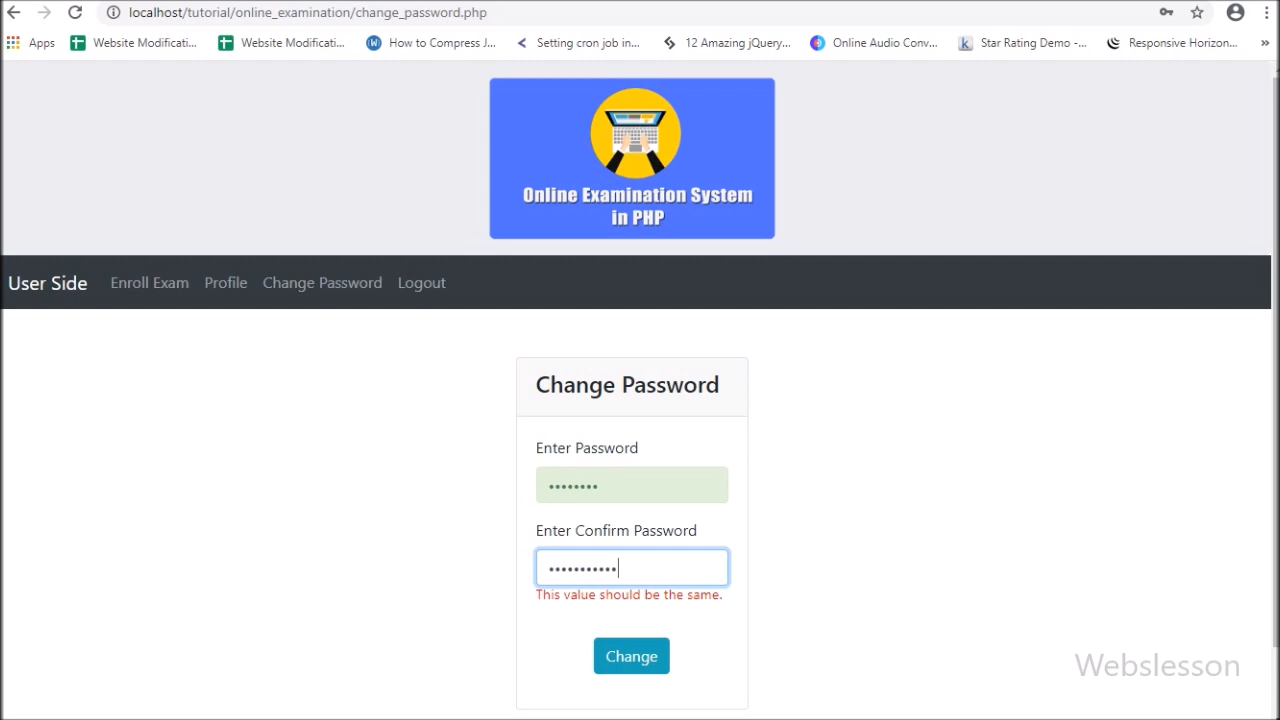 localhost/tutorial/online_examination/change_password.php
Apps Website Modificati... Website Modificati... How to Compress J... Setting cron job in... 12 Amazing jQuery... Online Audio Conv... Star Rating Demo -... Responsive Horizon... »
Online Examination System
in PHP
User Side Enroll Exam Profile Change Password Logout
Change Password
Enter Password
••••••••
Enter Confirm Password
•••••••••••
This value should be the same.
Change
Webslesson